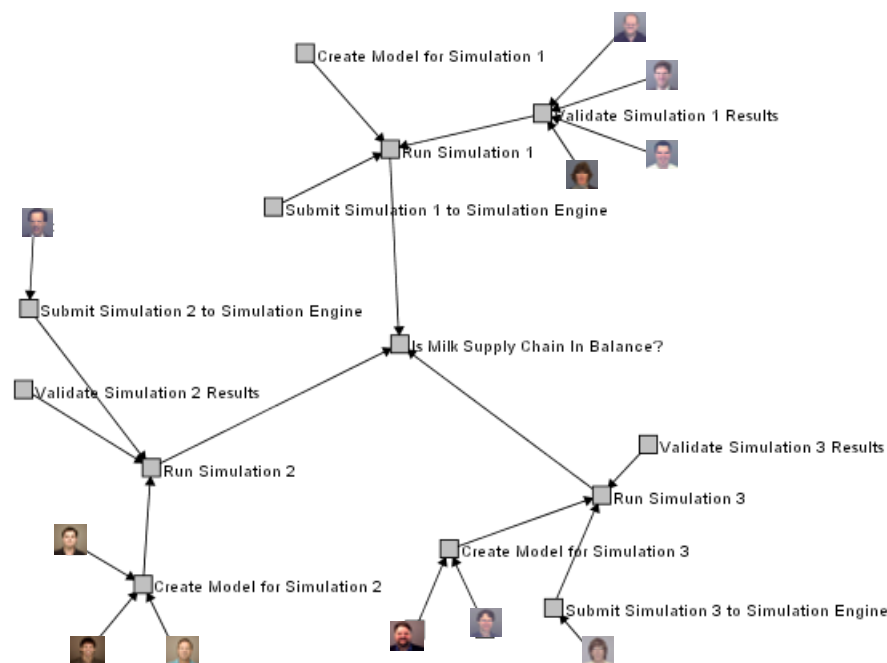 Create Model for Simulation 1
Validate Simulation 1 Results
Run Simulation 1
Submit Simulation 1 to Simulation Engine
Submit Simulation 2 to Simulation Engine
Is Milk Supply Chain In Balance?
Validate Simulation 2 Results
Validate Simulation 3 Results
Run Simulation 2
Run Simulation 3
Create Model for Simulation 3
Create Model for Simulation 2
Submit Simulation 3 to Simulation Engine